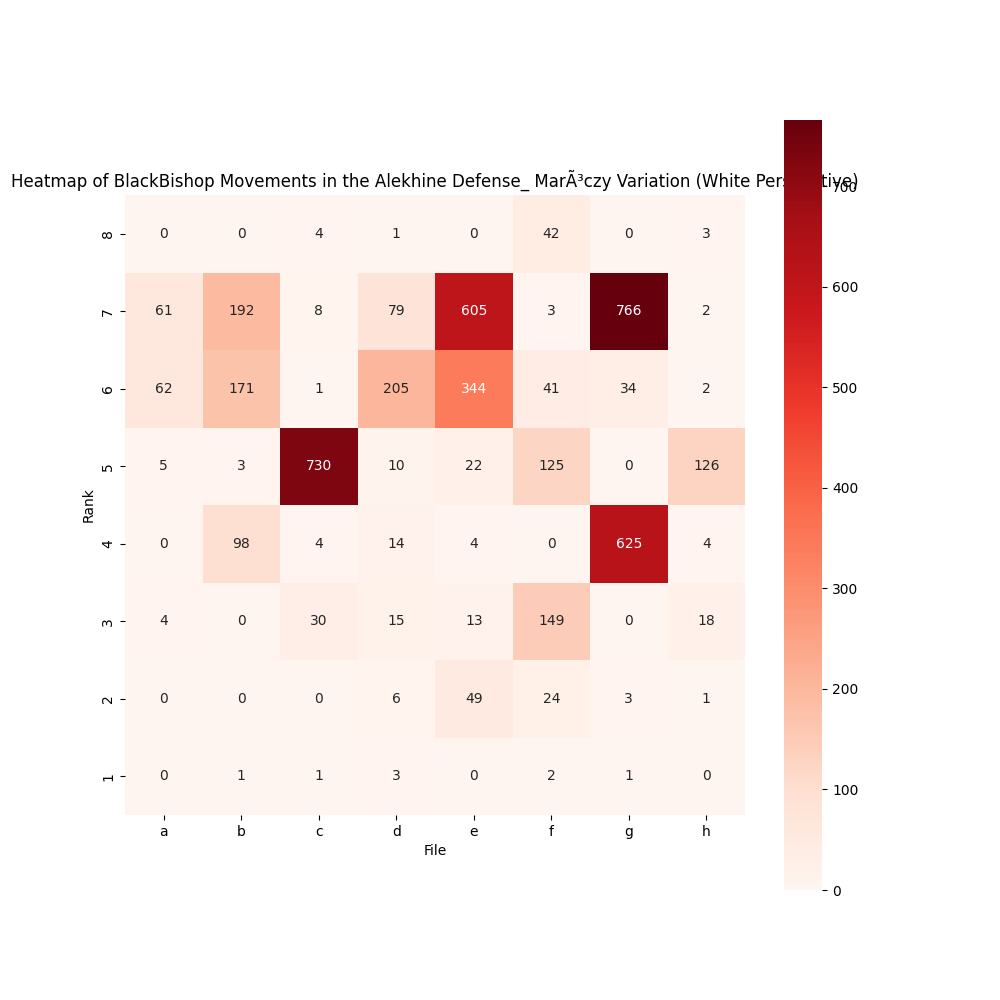 Heatmap of BlackBishop Movements in the Alekhine Defense_ MarÃ³czy Variation (White Perspective)
8 0 0 4 1 0 42 0 3
7 61 192 8 79 605 3 766 2
6 62 171 1 205 344 41 34 2
5 5 3 730 10 22 125 0 126
4 0 98 4 14 4 0 625 4
3 4 0 30 15 13 149 0 18
2 0 0 0 6 49 24 3 1
1 0 1 1 3 0 2 1 0
a b c d e f g h
File
Rank
700
600
500
400
300
200
100
0